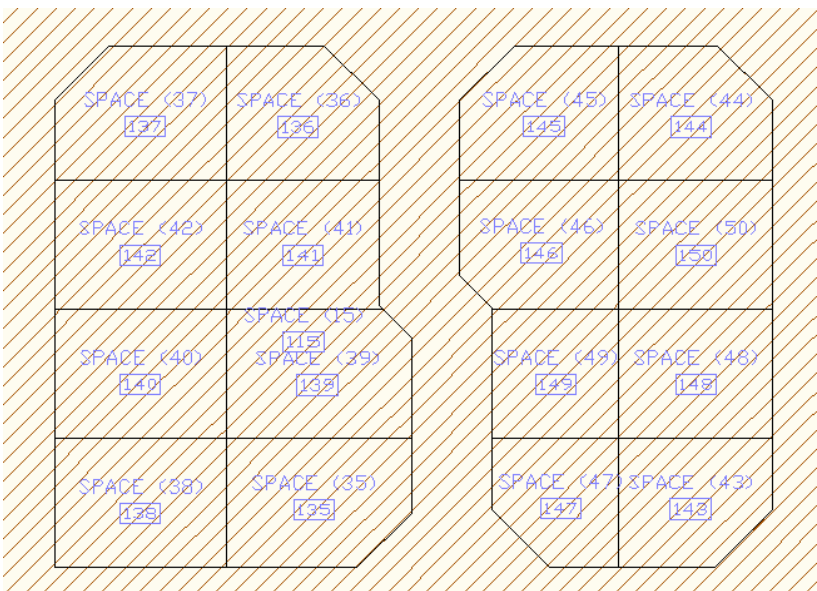 SPACE (37)
137
SPACE (36)
136
SPACE (45)
145
SPACE (44)
144
SPACE (42)
142
SPACE (41)
141
SPACE (46)
146
SPACE (50)
150
SPACE (15)
115
SPACE (40)
140
SPACE (39)
139
SPACE (49)
149
SPACE (48)
148
SPACE (38)
138
SPACE (35)
135
SPACE (47)
147
SPACE (43)
143